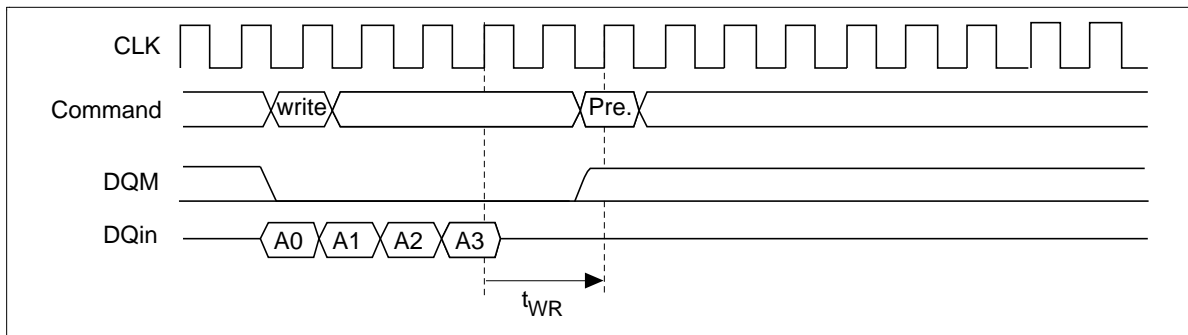 CLK
Command write Pre.
DQM
DQin A0 A1 A2 A3
tWR